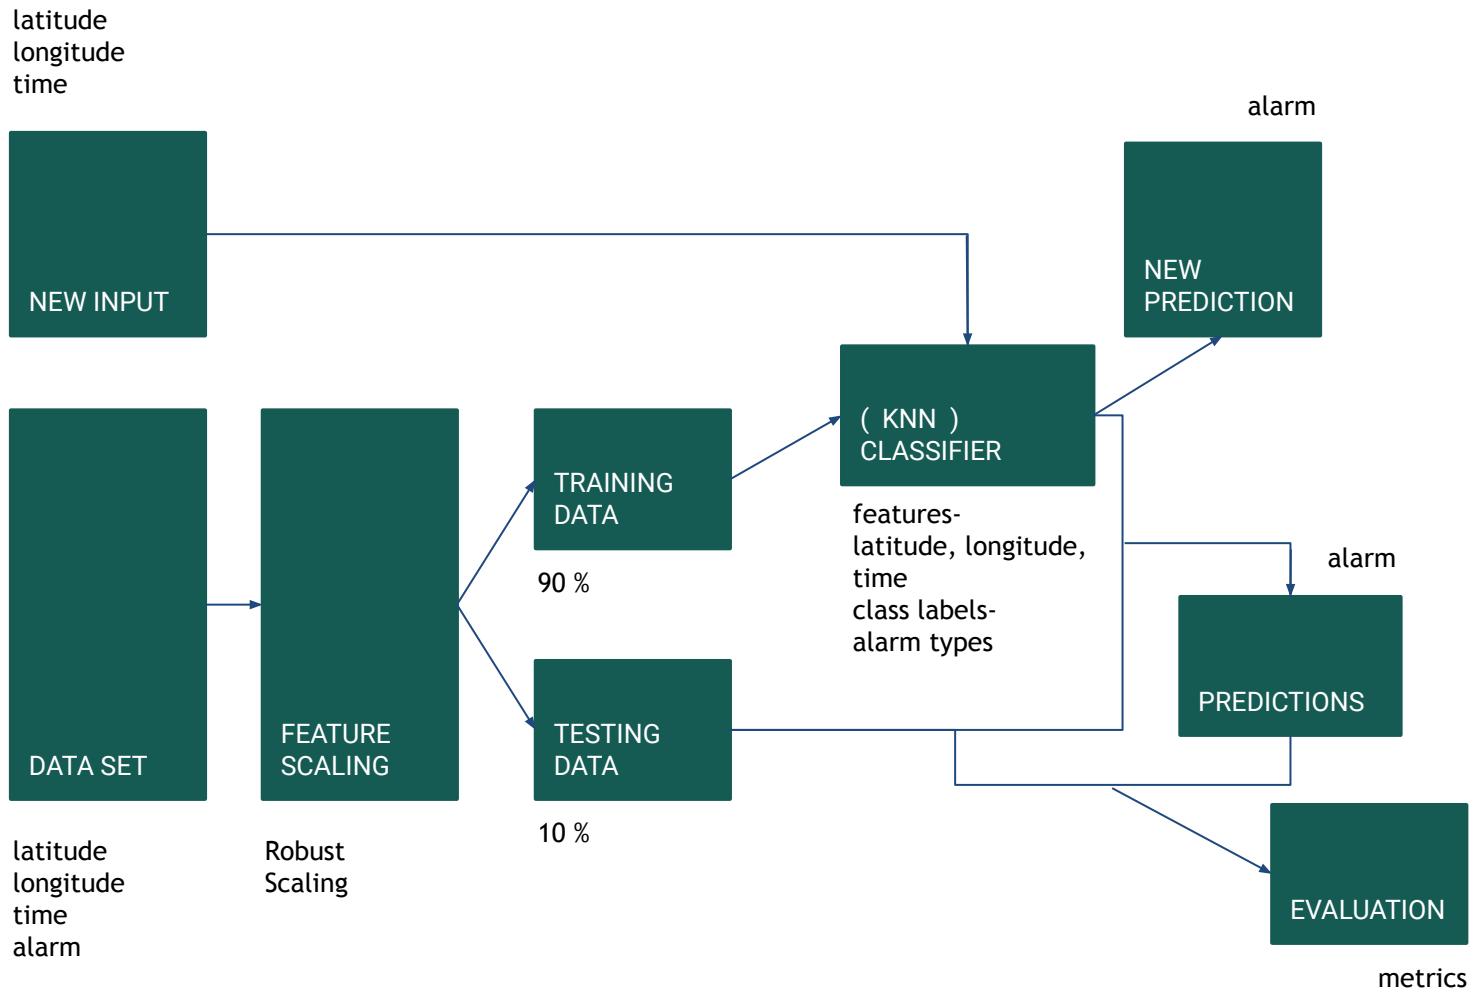 latitude
longitude
time
alarm
NEW INPUT
NEW
PREDICTION
( KNN )
CLASSIFIER
features-
latitude, longitude,
time
class labels-
alarm types
TRAINING
DATA
90 %
alarm
PREDICTIONS
DATA SET
FEATURE
SCALING
TESTING
DATA
10 %
latitude
longitude
time
alarm
Robust
Scaling
EVALUATION
metrics